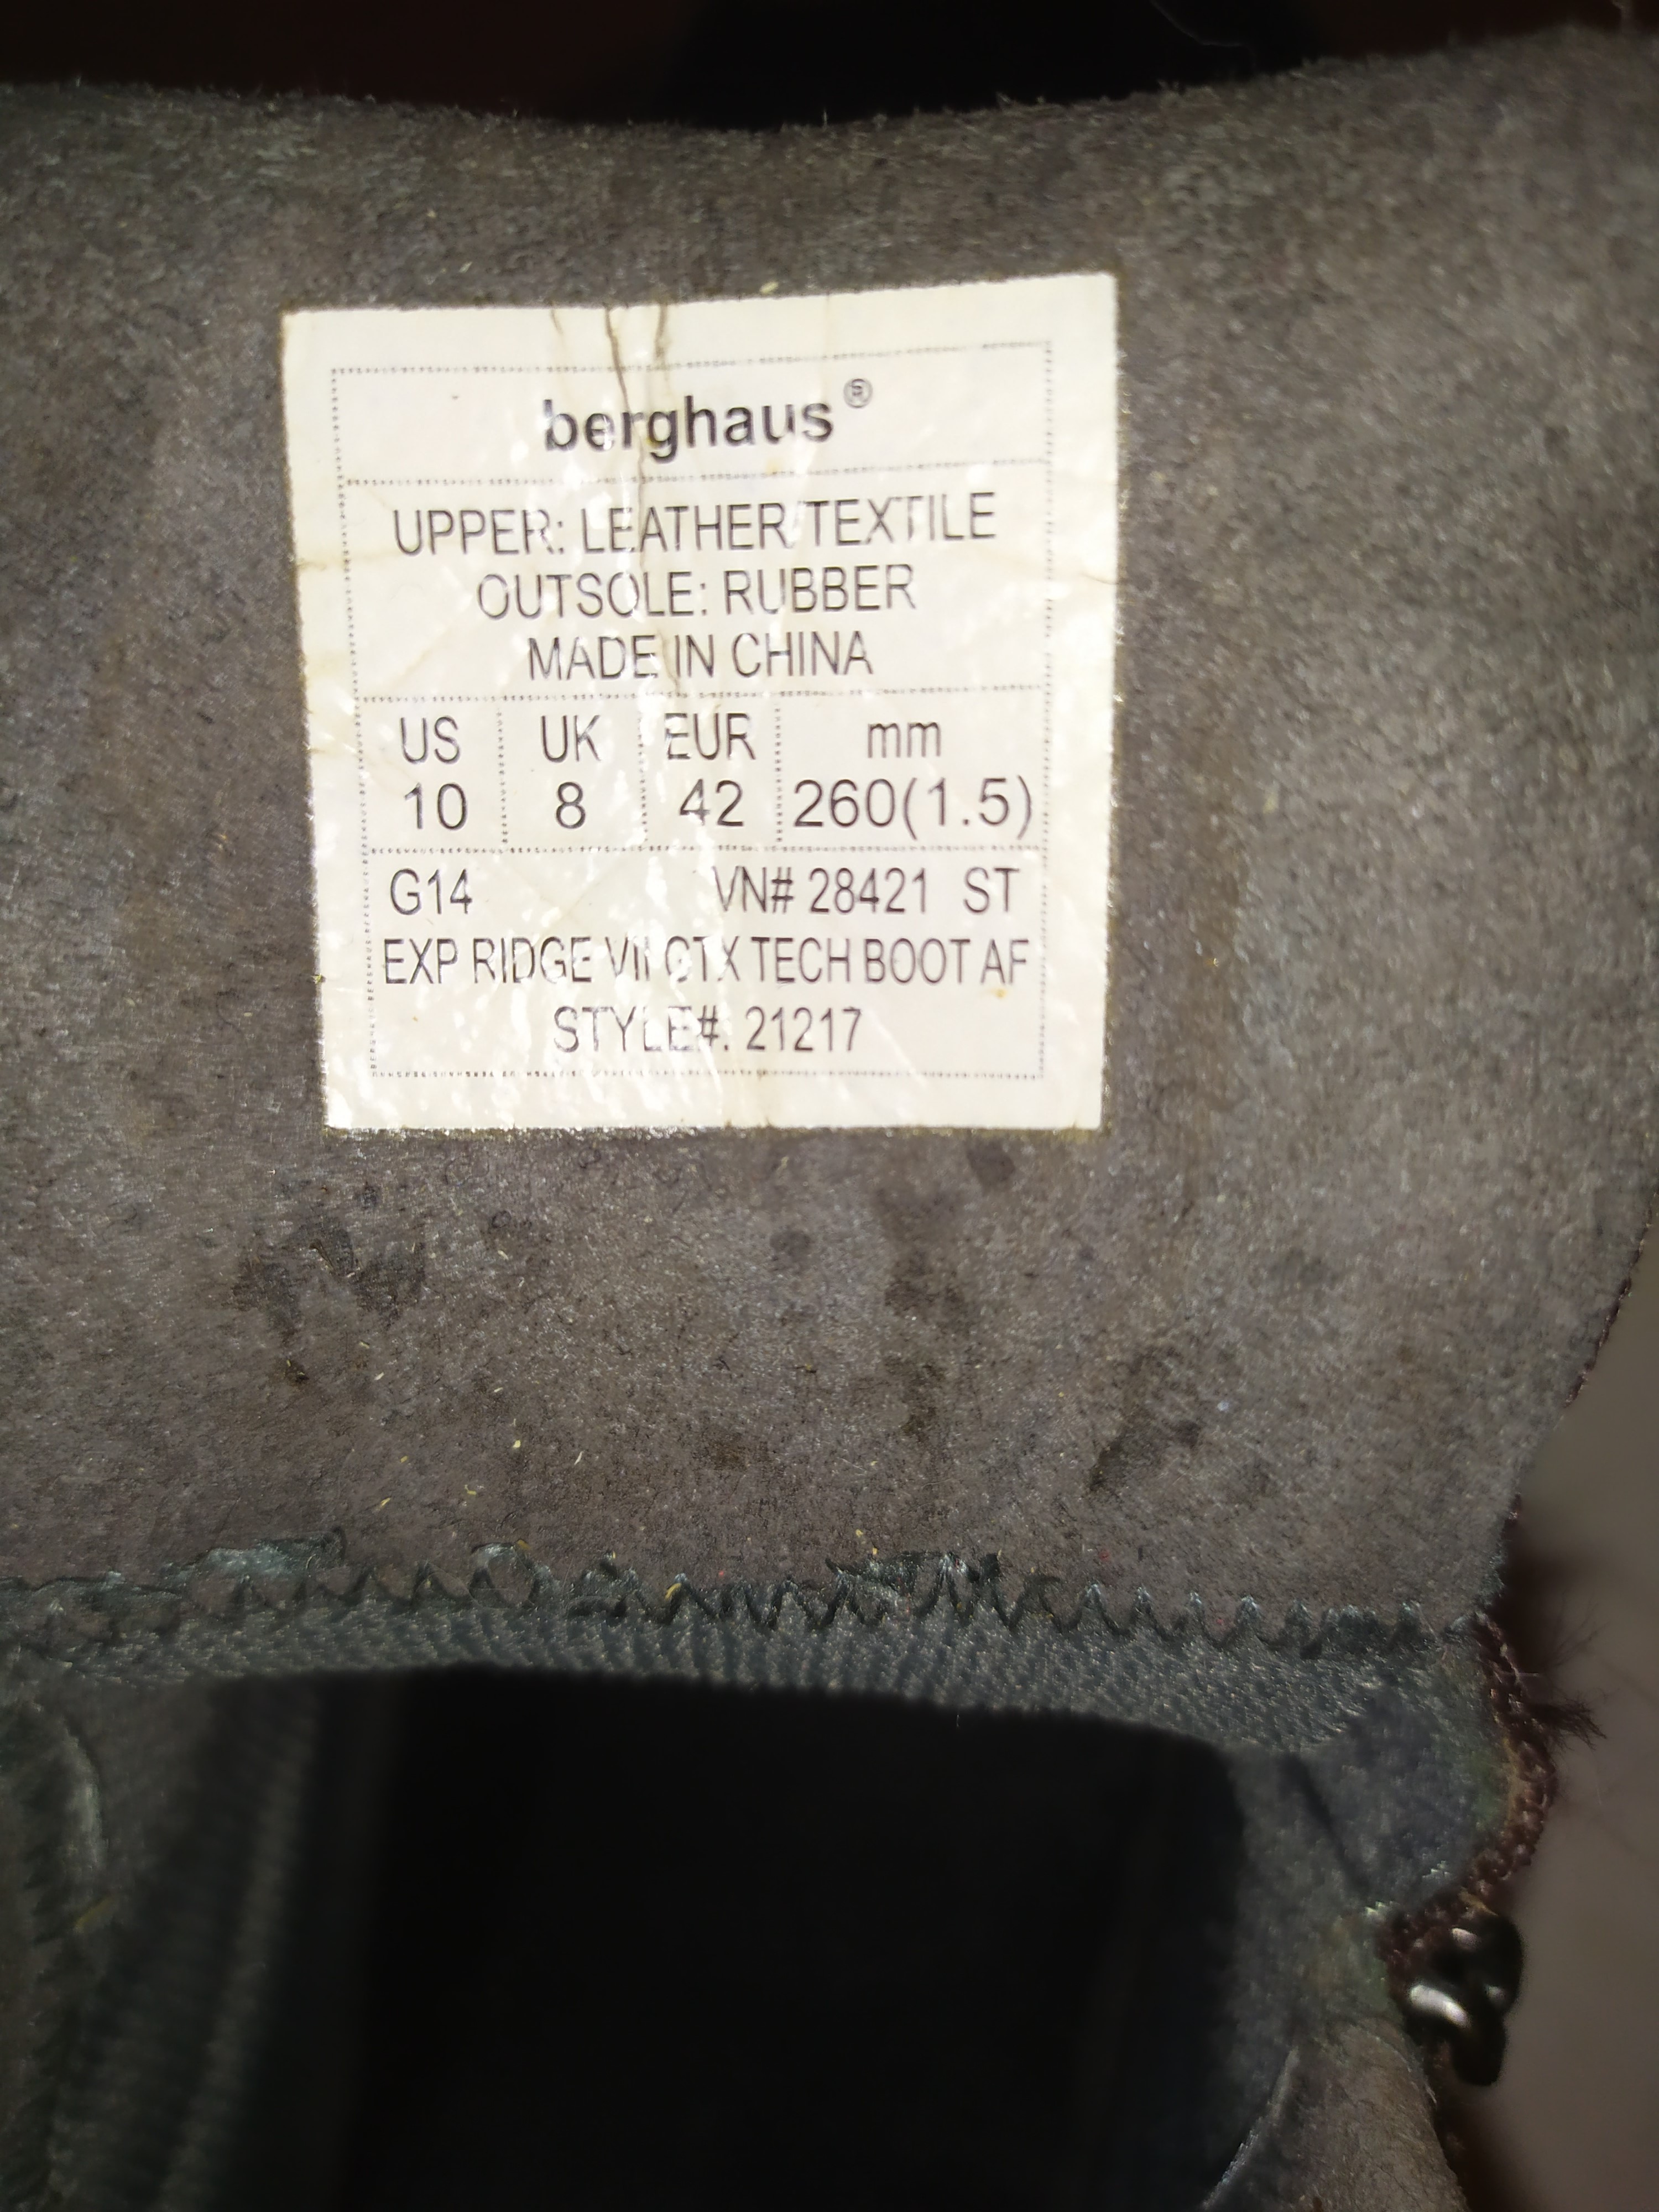 berghaus®
UPPER: LEATHER/TEXTILE
OUTSOLE: RUBBER
MADE IN CHINA
US UK EUR mm
10 8 42 260(1.5)
G14 VN# 28421 ST
EXP RIDGE GTX TECH BOOT AF
STYLE#: 21217